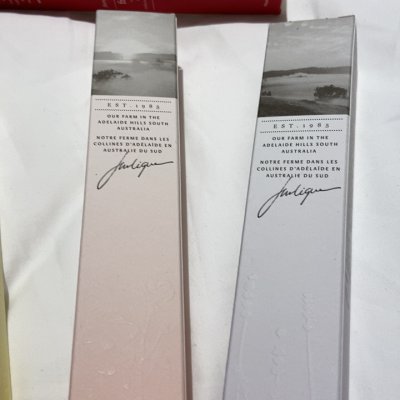 EST. 1985
OUR FARM IN THE
ADELAIDE HILLS SOUTH
AUSTRALIA
NOTRE FERME DANS LES
COLLINES D'ADÉLAÏDE EN
AUSTRALIE DU SUD
Jurlique
EST. 1985
OUR FARM IN THE
ADELAIDE HILLS SOUTH
AUSTRALIA
NOTRE FERME DANS LES
COLLINES D'ADÉLAÏDE EN
AUSTRALIE DU SUD
Jurlique